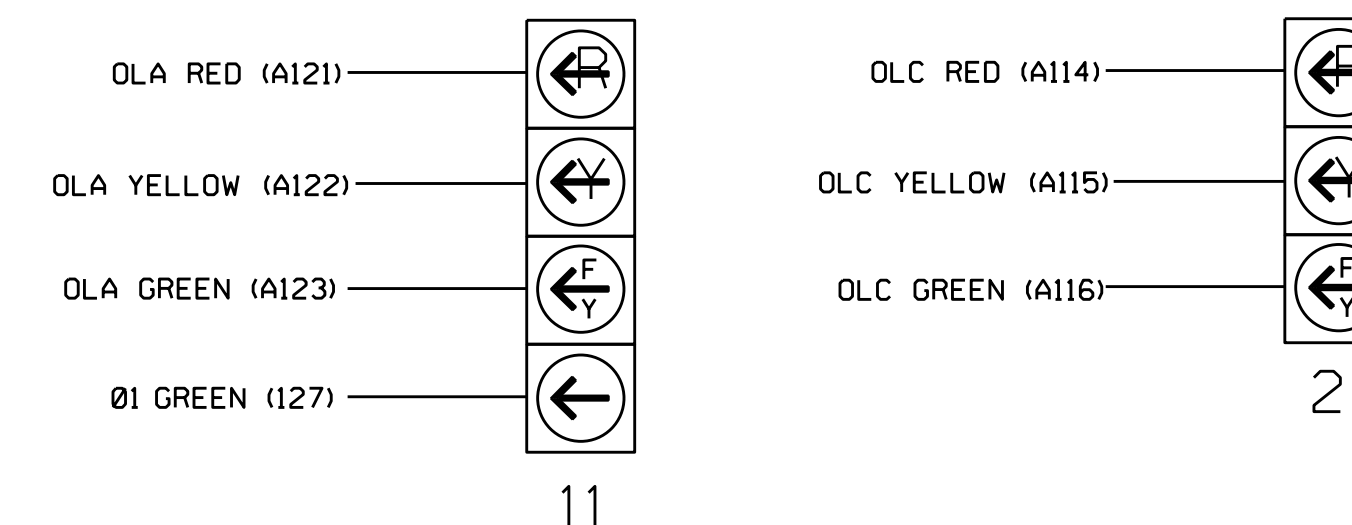 OLA RED (A121)
R
OLA YELLOW (A122)
Y
OLA GREEN (A123)
F
Y
Ø1 GREEN (127)
11
OLC RED (A114)
OLC YELLOW (A115)
OLC GREEN (A116)
F
Y
2